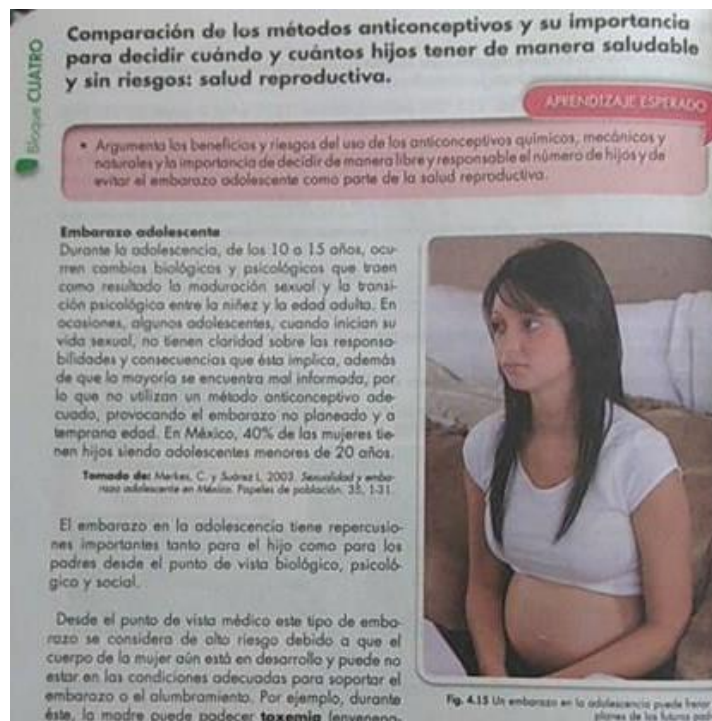 Bloque CUATRO
Comparación de los métodos anticonceptivos y su importancia
para decidir cuándo y cuántos hijos tener de manera saludable
y sin riesgos: salud reproductiva.
APRENDIZAJE ESPERADO
• Argumenta los beneficios y riesgos del uso de los anticonceptivos químicos, mecánicos y
naturales y la importancia de decidir de manera libre y responsable el número de hijos y de
evitar el embarazo adolescente como parte de la salud reproductiva.
Embarazo adolescente
Durante la adolescencia, de los 10 a 15 años, ocu-
rren cambios biológicos y psicológicos que traen
como resultado la maduración sexual y la transi-
ción psicológica entre la niñez y la edad adulta. En
ocasiones, algunos adolescentes, cuando inician su
vida sexual, no tienen claridad sobre las responsa-
bilidades y consecuencias que ésta implica, además
de que la mayoría se encuentra mal informada, por
lo que no utilizan un método anticonceptivo ade-
cuado, provocando el embarazo no planeado y a
temprana edad. En México, 40% de las mujeres tie-
nen hijos siendo adolescentes menores de 20 años.
Tomado de: C. y Suárez L. 2003. Sexualidad y emba-
razo adolescente en México. Papeles de población. 35, 1-31.
El embarazo en la adolescencia tiene repercusio-
nes importantes tanto para el hijo como para los
padres desde el punto de vista biológico, psicoló-
gico y social.
Desde el punto de vista médico este tipo de emba-
razo se considera de alto riesgo debido a que el
cuerpo de la mujer aún está en desarrollo y puede no
estar en las condiciones adecuadas para soportar el
embarazo o el alumbramiento. Por ejemplo, durante
éste, la madre puede padecer toxemia (envenena-
Fig. 4.15 Un embarazo en la adolescencia puede frenar
planes de los futuros